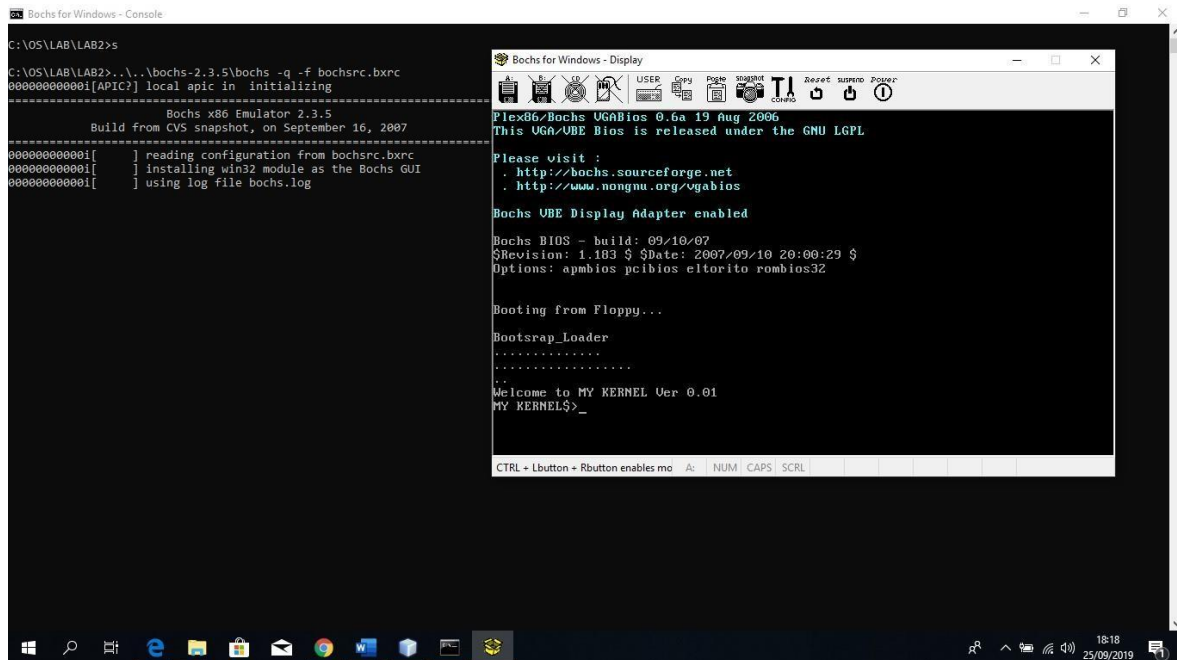 Bochs for Windows - Console
C:\OS\LAB\LAB2>s
C:\OS\LAB\LAB2>..\..\bochs-2.3.5\bochs -q -f bochsrc.bxrc
00000000000i[APIC?] local apic in  initializing
========================================================================
Bochs x86 Emulator 2.3.5
Build from CVS snapshot, on September 16, 2007
========================================================================
00000000000i[     ] reading configuration from bochsrc.bxrc
00000000000i[     ] installing win32 module as the Bochs GUI
00000000000i[     ] using log file bochs.log
Bochs for Windows - Display
A: B: CD USER Copy Paste snapshot CONFIG Reset SUSPEND Power
Plex86/Bochs VGABios 0.6a 19 Aug 2006
This VGA/VBE Bios is released under the GNU LGPL
Please visit :
. http://bochs.sourceforge.net
. http://www.nongnu.org/vgabios
Bochs VBE Display Adapter enabled
Bochs BIOS - build: 09/10/07
$Revision: 1.183 $ $Date: 2007/09/10 20:00:29 $
Options: apmbios pcibios eltorito rombios32
Booting from Floppy...
Bootsrap_Loader
..............
..................
..
Welcome to MY KERNEL Ver 0.01
MY KERNEL$>_
CTRL + Lbutton + Rbutton enables mo A: NUM CAPS SCRL
18:18
25/09/2019